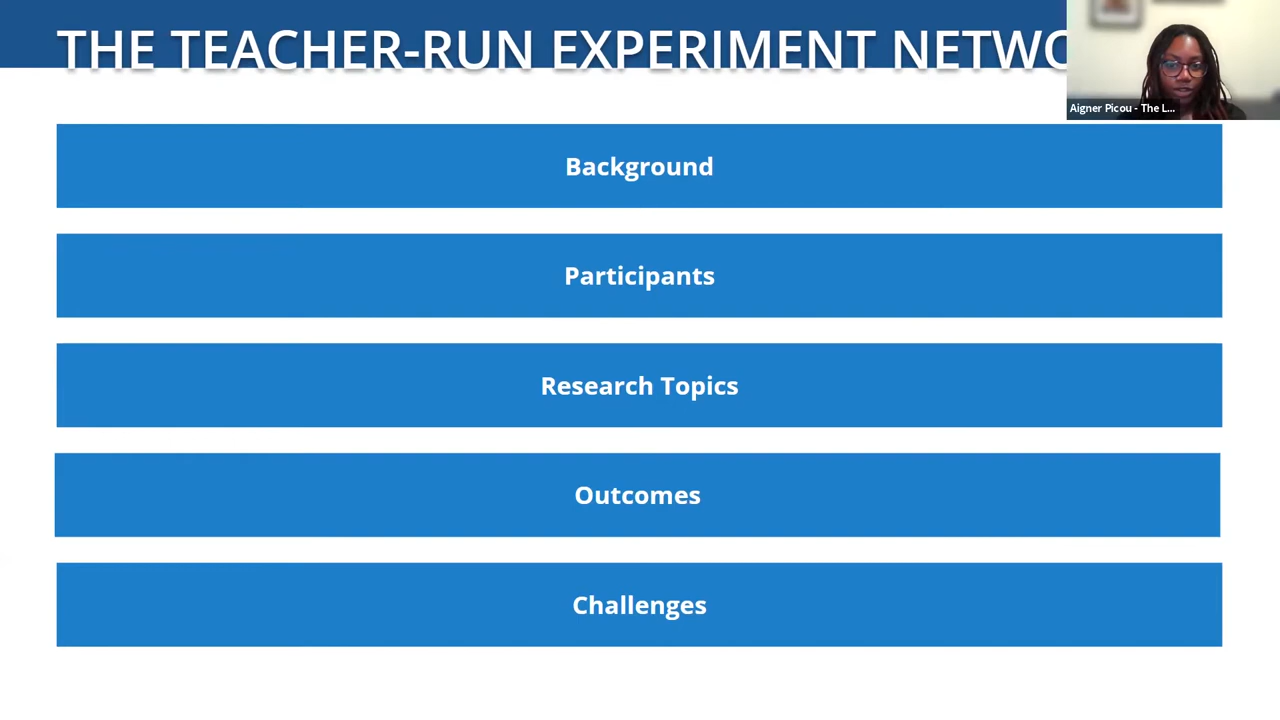 THE TEACHER-RUN EXPERIMENT NETWO
Aigner Picou - The L...
Background
Participants
Research Topics
Outcomes
Challenges